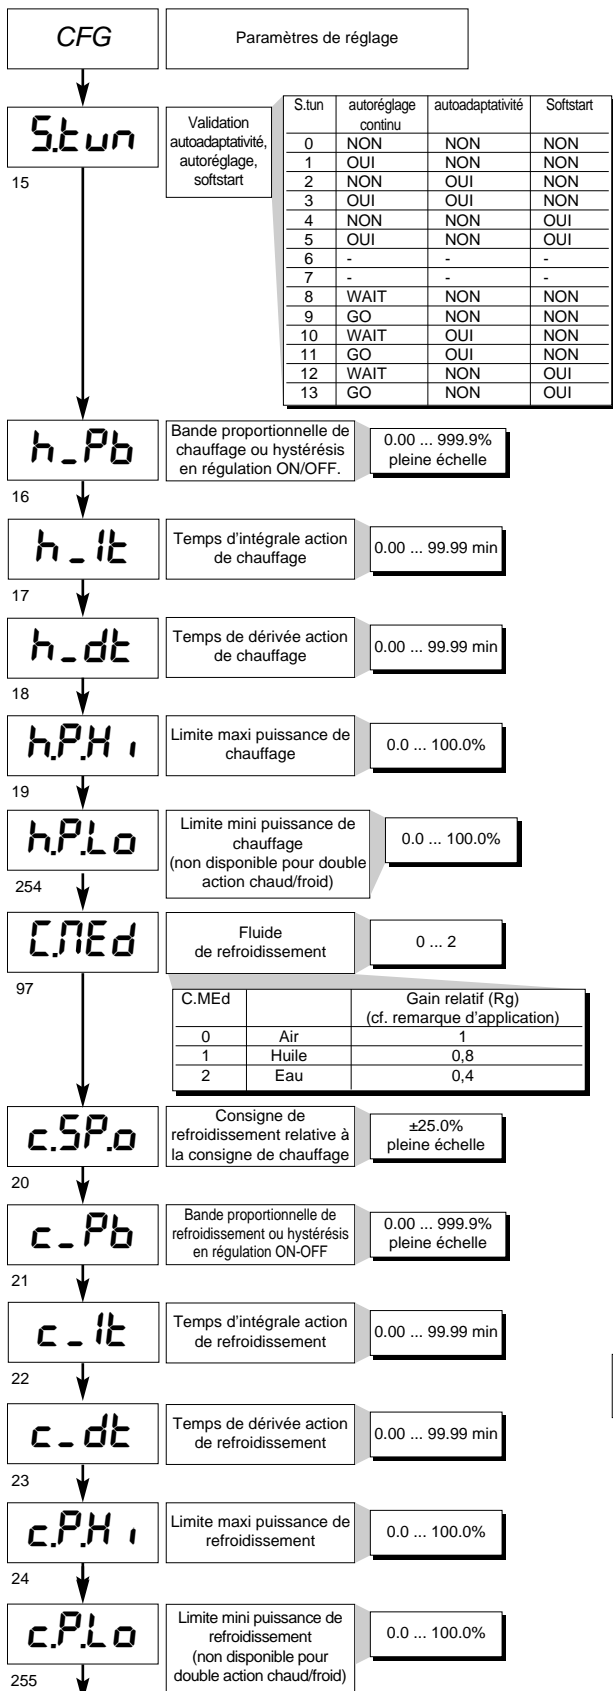 CFG
Paramètres de réglage
S.tun
15
Validation
autoadaptativité,
autoréglage,
softstart
S.tun autoréglage continu autoadaptativité Softstart
0 NON NON NON
1 OUI NON NON
2 NON OUI NON
3 OUI OUI NON
4 NON NON OUI
5 OUI NON OUI
6 - - -
7 - - -
8 WAIT NON NON
9 GO NON NON
10 WAIT OUI NON
11 GO OUI NON
12 WAIT NON OUI
13 GO NON OUI
h_Pb
16
Bande proportionnelle de
chauffage ou hystérésis
en régulation ON/OFF.
0.00 ... 999.9%
pleine échelle
h_It
17
Temps d'intégrale action
de chauffage
0.00 ... 99.99 min
h_dt
18
Temps de dérivée action
de chauffage
0.00 ... 99.99 min
h.P.Hi
19
Limite maxi puissance de
chauffage
0.0 ... 100.0%
h.P.Lo
254
Limite mini puissance de
chauffage
(non disponible pour double
action chaud/froid)
0.0 ... 100.0%
C.MEd
97
Fluide
de refroidissement
0 ... 2
C.MEd Gain relatif (Rg)
(cf. remarque d'application)
0 Air 1
1 Huile 0,8
2 Eau 0,4
c.SP.o
20
Consigne de
refroidissement relative à
la consigne de chauffage
±25.0%
pleine échelle
c_Pb
21
Bande proportionnelle de
refroidissement ou hystérésis
en régulation ON-OFF
0.00 ... 999.9%
pleine échelle
c_It
22
Temps d'intégrale action
de refroidissement
0.00 ... 99.99 min
c_dt
23
Temps de dérivée action
de refroidissement
0.00 ... 99.99 min
c.P.Hi
24
Limite maxi puissance de
refroidissement
0.0 ... 100.0%
c.P.Lo
255
Limite mini puissance de
refroidissement
(non disponible pour
double action chaud/froid)
0.0 ... 100.0%